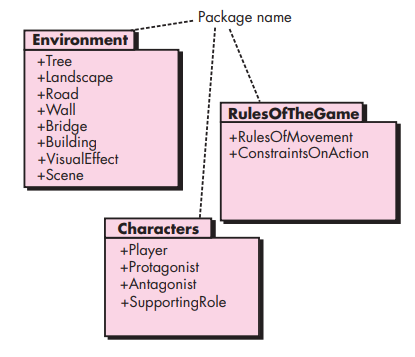 Package name
Environment
+Tree
+Landscape
+Road
+Wall
+Bridge
+Building
+VisualEffect
+Scene
RulesOfTheGame
+RulesOfMovement
+ConstraintsOnAction
Characters
+Player
+Protagonist
+Antagonist
+SupportingRole